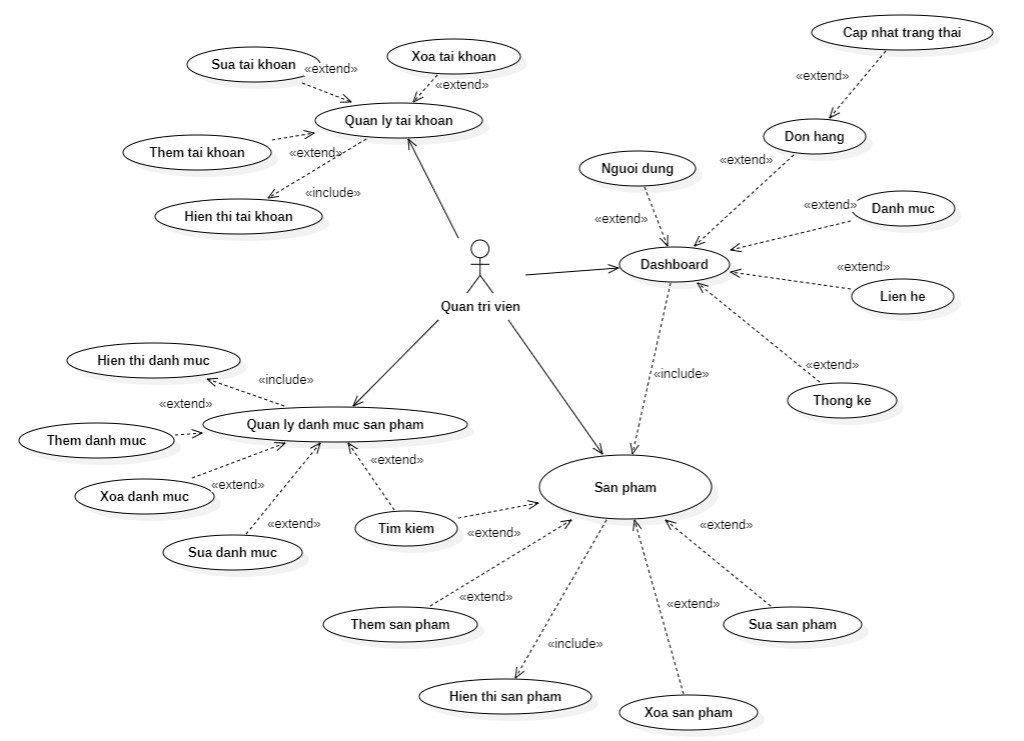 Cap nhat trang thai
Sua tai khoan
«extend»
Xoa tai khoan
«extend»
«extend»
Quan ly tai khoan
Don hang
Them tai khoan
«extend»
«extend»
Nguoi dung
«include»
Hien thi tai khoan
«extend»
«extend»
Danh muc
Dashboard
«extend»
Lien he
Quan tri vien
Hien thi danh muc
«include»
«include»
«extend»
Thong ke
«extend»
Quan ly danh muc san pham
Them danh muc
«extend»
«extend»
San pham
Xoa danh muc
«extend»
Tim kiem
«extend»
«extend»
Sua danh muc
«extend»
«extend»
Them san pham
Sua san pham
«include»
Hien thi san pham
Xoa san pham